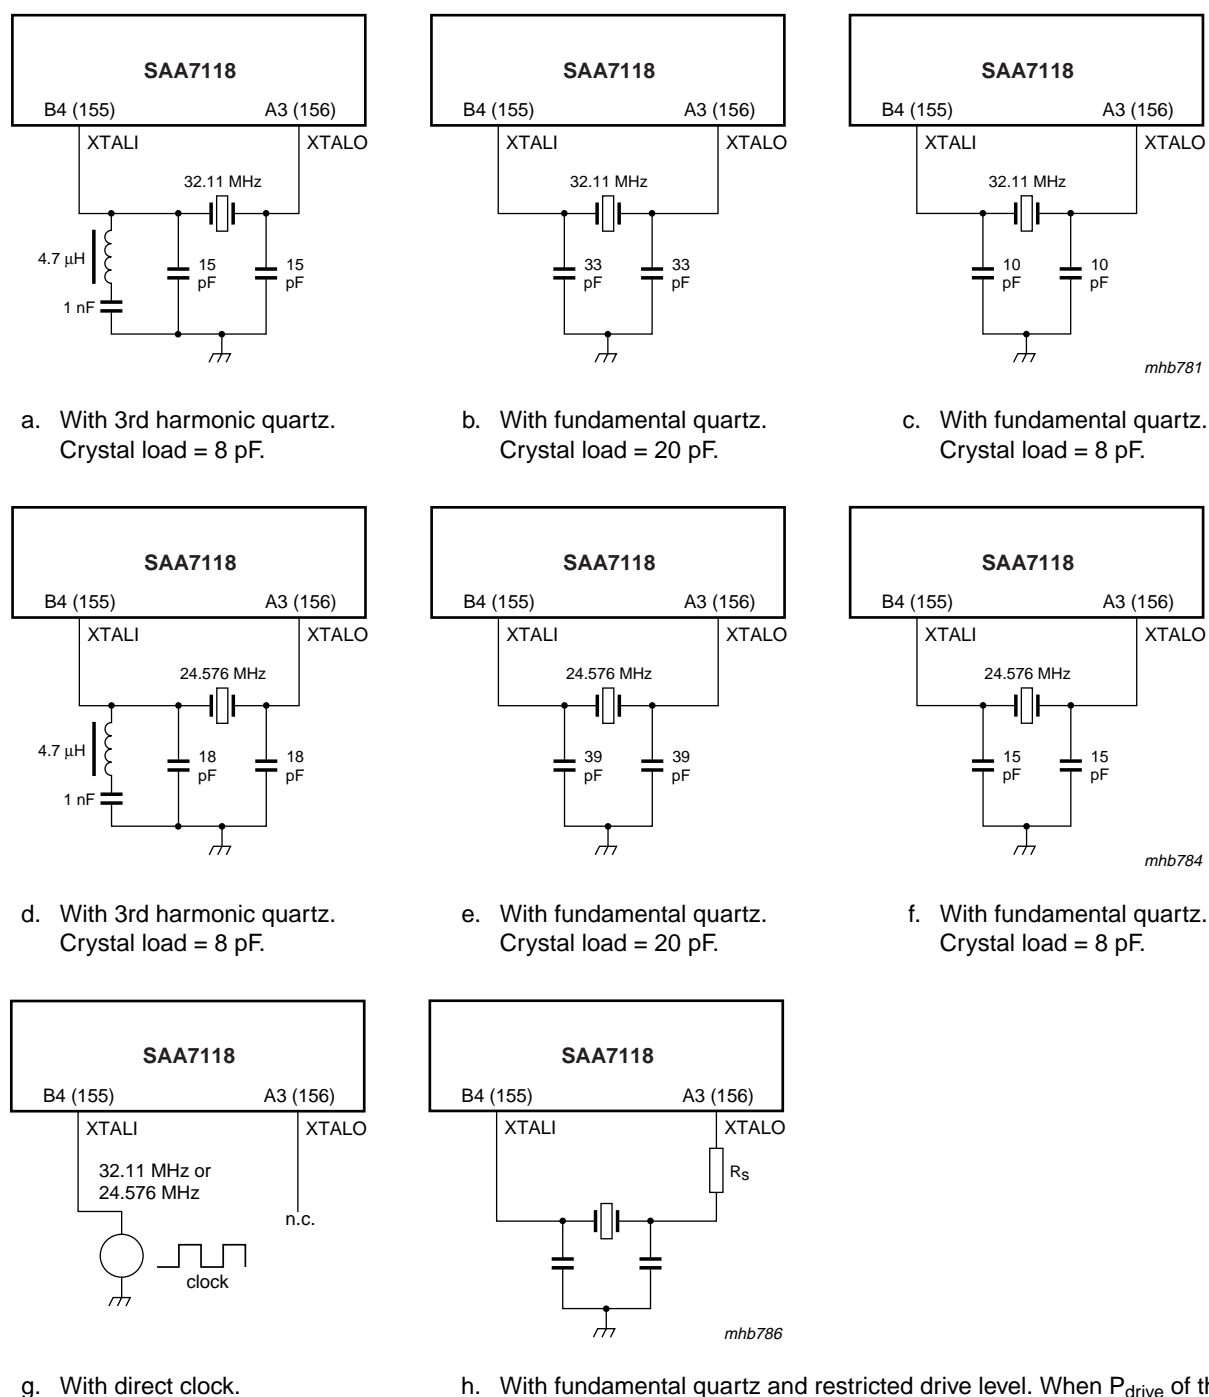 SAA7118
B4 (155) A3 (156)
XTALI XTALO
32.11 MHz
4.7 μH
15 pF
15 pF
1 nF
SAA7118
B4 (155) A3 (156)
XTALI XTALO
32.11 MHz
33 pF
33 pF
SAA7118
B4 (155) A3 (156)
XTALI XTALO
32.11 MHz
10 pF
10 pF
mhb781
a. With 3rd harmonic quartz.
Crystal load = 8 pF.
b. With fundamental quartz.
Crystal load = 20 pF.
c. With fundamental quartz.
Crystal load = 8 pF.
SAA7118
B4 (155) A3 (156)
XTALI XTALO
24.576 MHz
4.7 μH
18 pF
18 pF
1 nF
SAA7118
B4 (155) A3 (156)
XTALI XTALO
24.576 MHz
39 pF
39 pF
SAA7118
B4 (155) A3 (156)
XTALI XTALO
24.576 MHz
15 pF
15 pF
mhb784
d. With 3rd harmonic quartz.
Crystal load = 8 pF.
e. With fundamental quartz.
Crystal load = 20 pF.
f. With fundamental quartz.
Crystal load = 8 pF.
SAA7118
B4 (155) A3 (156)
XTALI XTALO
32.11 MHz or
24.576 MHz
n.c.
clock
SAA7118
B4 (155) A3 (156)
XTALI XTALO
Rs
mhb786
g. With direct clock.
h. With fundamental quartz and restricted drive level. When Pdrive of